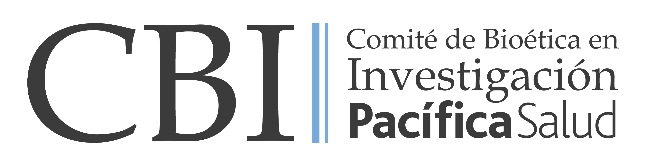 CBI
Comité de Bioética en
Investigación
PacíficaSalud